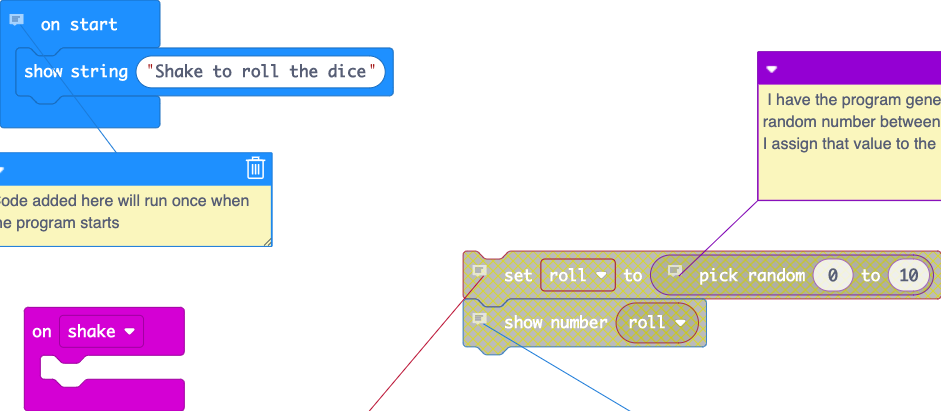 on start
show string "Shake to roll the dice"
ode added here will run once when
e program starts
I have the program gene
random number between
I assign that value to the
set roll to pick random 0 to 10
show number roll
on shake